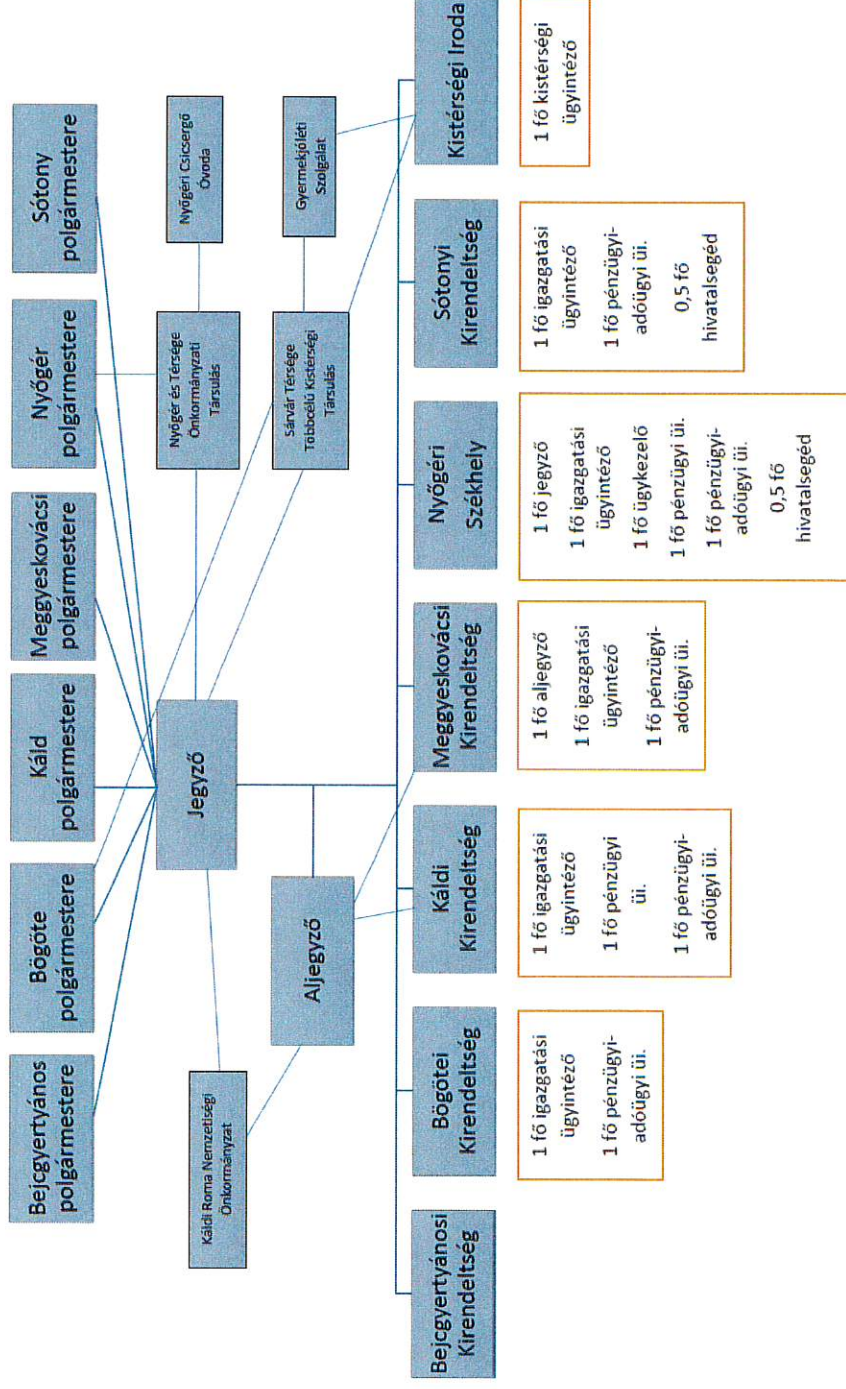 Bejcgyertyános
polgármestere
Bögöte
polgármestere
Káld
polgármestere
Meggyeskovácsi
polgármestere
Nyőgér
polgármestere
Sótony
polgármestere
Káldi Roma Nemzetiségi
Önkormányzat
Jegyző
Aljegyző
Nyőgér és Térsége
Önkormányzati
Társulás
Nyőgéri Csicsergő
Óvoda
Sárvár Térsége
Többcélú Kistérségi
Társulás
Gyermekjóléti
Szolgálat
Bejcgyertyánosi
Kirendeltség
Bögötei
Kirendeltség
1 fő igazgatási
ügyintéző
1 fő pénzügyi-
adóügyi üi.
Káldi
Kirendeltség
1 fő igazgatási
ügyintéző
1 fő pénzügyi
üi.
1 fő pénzügyi-
adóügyi üi.
Meggyeskovácsi
Kirendeltség
1 fő aljegyző
1 fő igazgatási
ügyintéző
1 fő pénzügyi-
adóügyi üi.
Nyőgéri
Székhely
1 fő jegyző
1 fő igazgatási
ügyintéző
1 fő ügykezelő
1 fő pénzügyi üi.
1 fő pénzügyi-
adóügyi üi.
0,5 fő
hivatalsegéd
Sótonyi
Kirendeltség
1 fő igazgatási
ügyintéző
1 fő pénzügyi-
adóügyi üi.
0,5 fő
hivatalsegéd
Kistérségi Iroda
1 fő kistérségi
ügyintéző